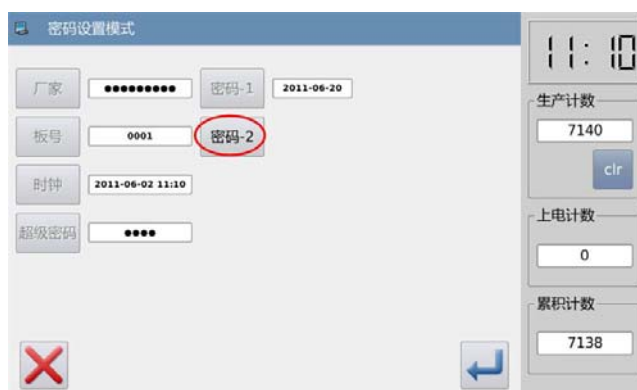 密码设置模式
11:10
厂家 ●●●●●●●●● 密码-1 2011-06-20
生产计数
板号 0001 密码-2
7140
clr
时钟 2011-06-02 11:10
上电计数
超级密码 ●●●●
0
累积计数
7138